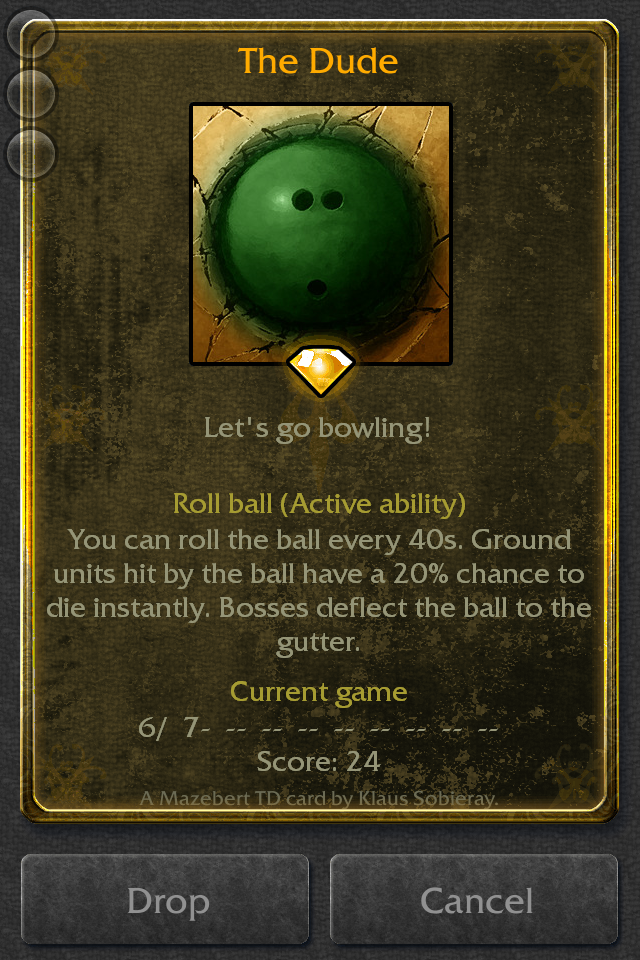 The Dude
Let's go bowling!
Roll ball (Active ability)
You can roll the ball every 40s. Ground
units hit by the ball have a 20% chance to
die instantly. Bosses deflect the ball to the
gutter.
Current game
6/ 7- -- -- -- -- -- -- -- --
Score: 24
A Mazebert TD card by Klaus Sobieray.
Drop
Cancel